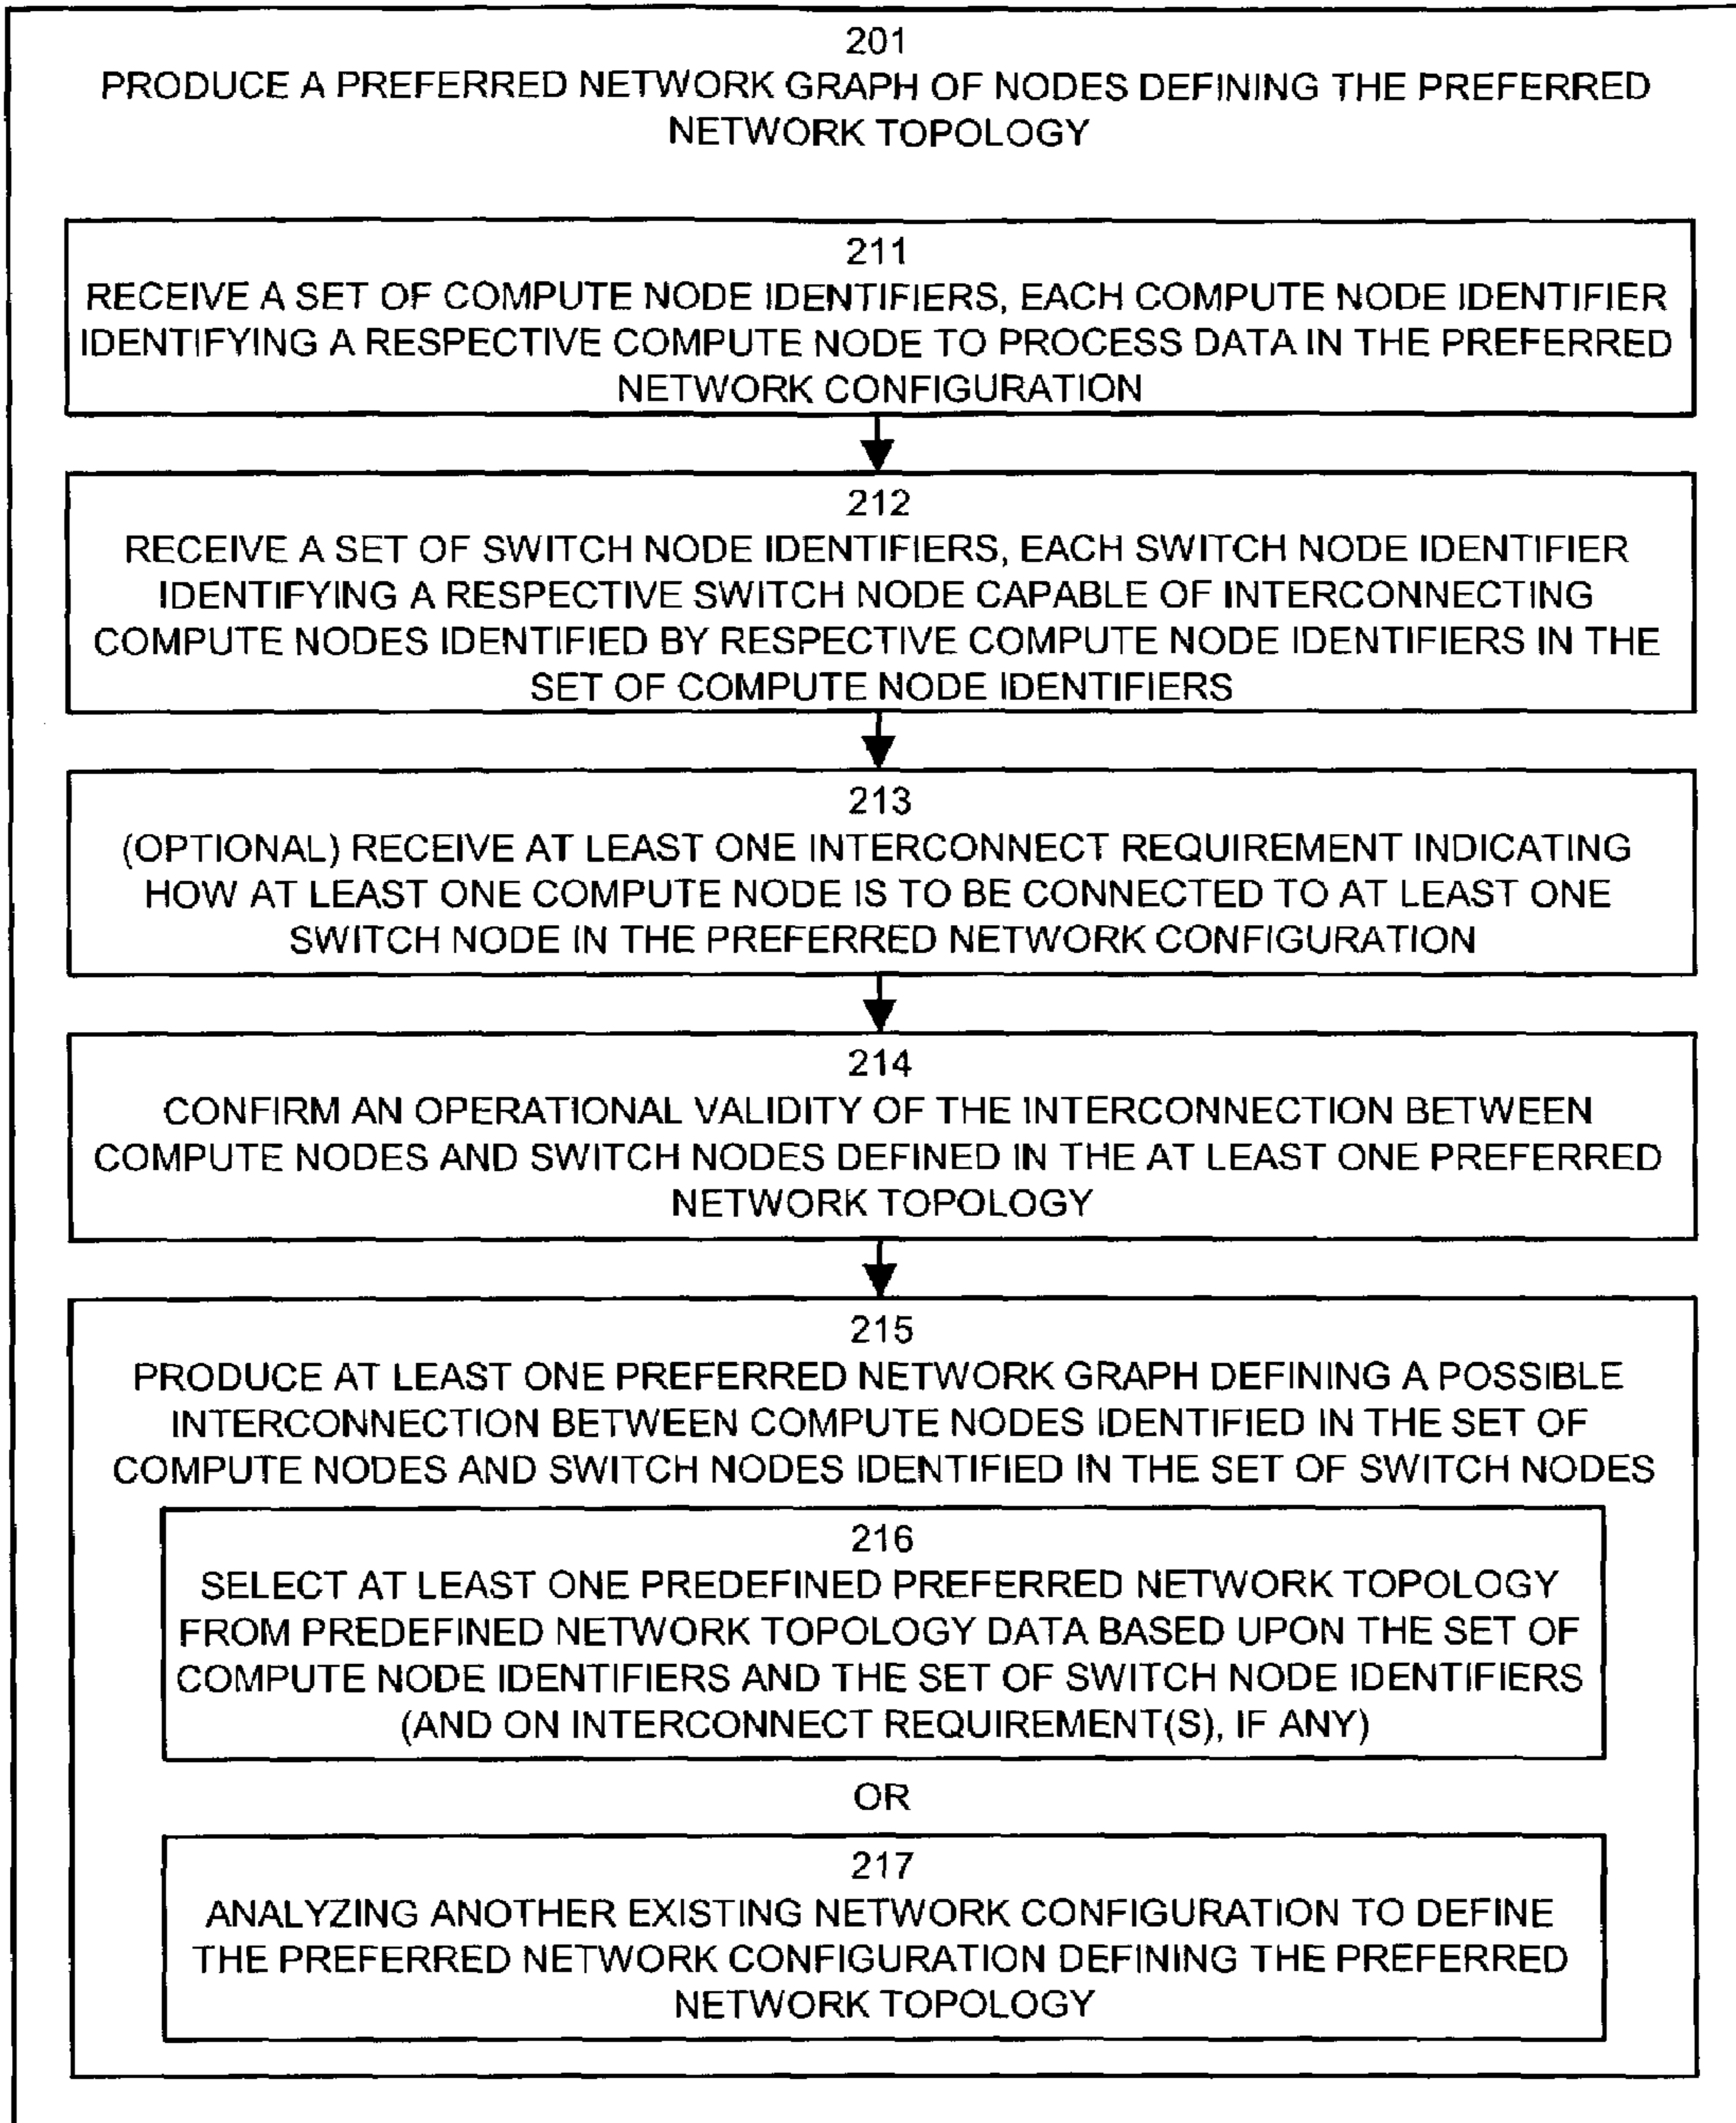 201
PRODUCE A PREFERRED NETWORK GRAPH OF NODES DEFINING THE PREFERRED
NETWORK TOPOLOGY
211
RECEIVE A SET OF COMPUTE NODE IDENTIFIERS, EACH COMPUTE NODE IDENTIFIER
IDENTIFYING A RESPECTIVE COMPUTE NODE TO PROCESS DATA IN THE PREFERRED
NETWORK CONFIGURATION
212
RECEIVE A SET OF SWITCH NODE IDENTIFIERS, EACH SWITCH NODE IDENTIFIER
IDENTIFYING A RESPECTIVE SWITCH NODE CAPABLE OF INTERCONNECTING
COMPUTE NODES IDENTIFIED BY RESPECTIVE COMPUTE NODE IDENTIFIERS IN THE
SET OF COMPUTE NODE IDENTIFIERS
213
(OPTIONAL) RECEIVE AT LEAST ONE INTERCONNECT REQUIREMENT INDICATING
HOW AT LEAST ONE COMPUTE NODE IS TO BE CONNECTED TO AT LEAST ONE
SWITCH NODE IN THE PREFERRED NETWORK CONFIGURATION
214
CONFIRM AN OPERATIONAL VALIDITY OF THE INTERCONNECTION BETWEEN
COMPUTE NODES AND SWITCH NODES DEFINED IN THE AT LEAST ONE PREFERRED
NETWORK TOPOLOGY
215
PRODUCE AT LEAST ONE PREFERRED NETWORK GRAPH DEFINING A POSSIBLE
INTERCONNECTION BETWEEN COMPUTE NODES IDENTIFIED IN THE SET OF
COMPUTE NODES AND SWITCH NODES IDENTIFIED IN THE SET OF SWITCH NODES
216
SELECT AT LEAST ONE PREDEFINED PREFERRED NETWORK TOPOLOGY
FROM PREDEFINED NETWORK TOPOLOGY DATA BASED UPON THE SET OF
COMPUTE NODE IDENTIFIERS AND THE SET OF SWITCH NODE IDENTIFIERS
(AND ON INTERCONNECT REQUIREMENT(S), IF ANY)
OR
217
ANALYZING ANOTHER EXISTING NETWORK CONFIGURATION TO DEFINE
THE PREFERRED NETWORK CONFIGURATION DEFINING THE PREFERRED
NETWORK TOPOLOGY